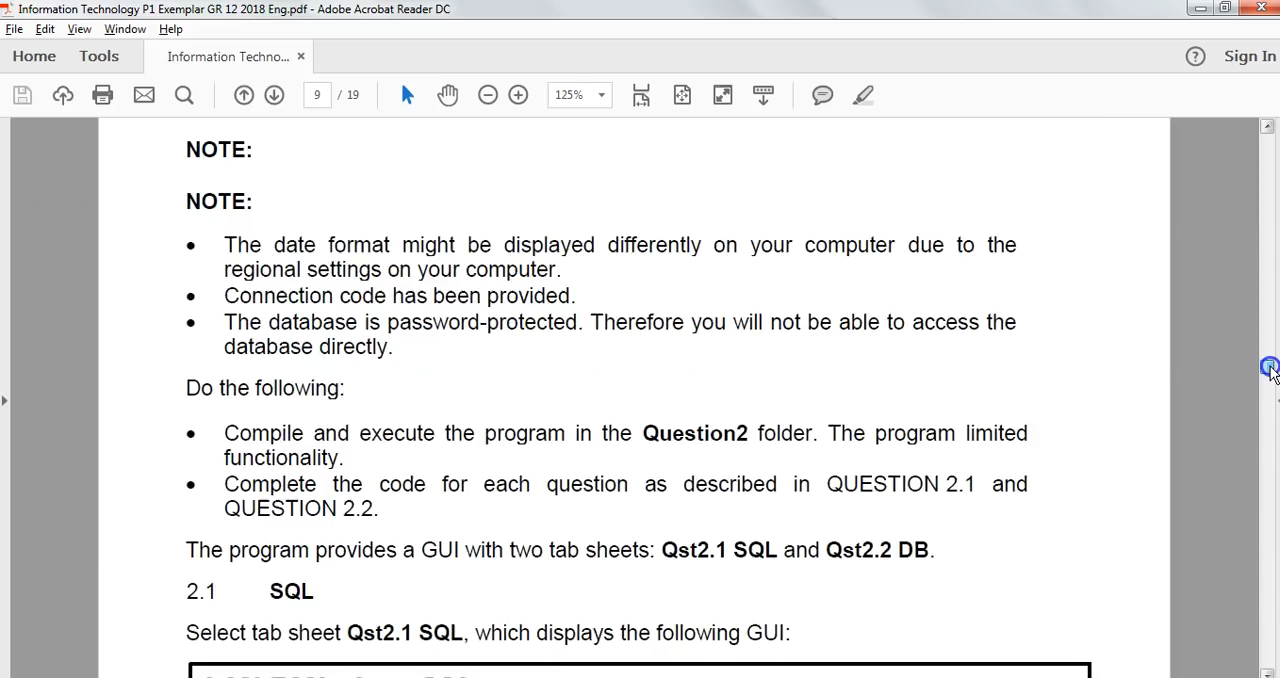 Information Technology P1 Exemplar GR 12 2018 Eng.pdf - Adobe Acrobat Reader DC
File Edit View Window Help
Home Tools Information Techno... × ? Sign In
9 / 19 125%
NOTE:
NOTE:
• The date format might be displayed differently on your computer due to the
regional settings on your computer.
• Connection code has been provided.
• The database is password-protected. Therefore you will not be able to access the
database directly.
Do the following:
• Compile and execute the program in the Question2 folder. The program limited
functionality.
• Complete the code for each question as described in QUESTION 2.1 and
QUESTION 2.2.
The program provides a GUI with two tab sheets: Qst2.1 SQL and Qst2.2 DB.
2.1 SQL
Select tab sheet Qst2.1 SQL, which displays the following GUI: